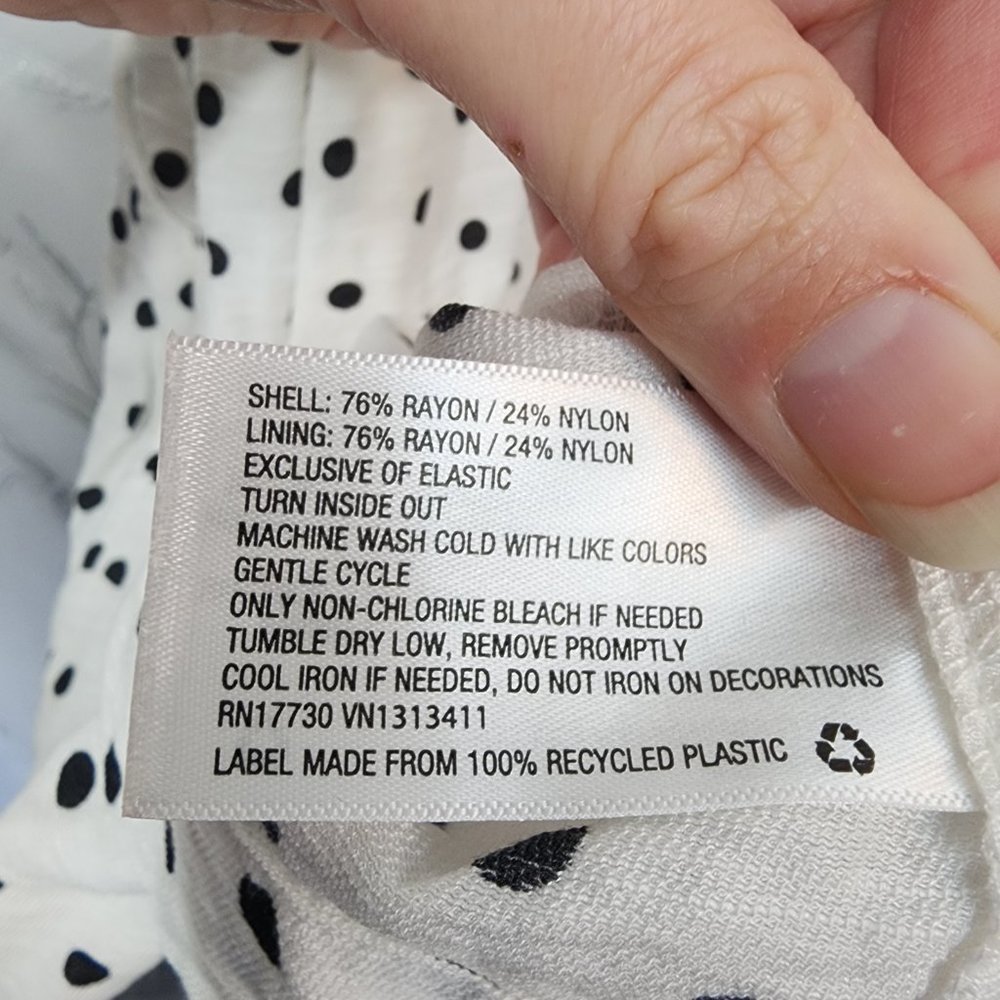 SHELL: 76% RAYON / 24% NYLON
LINING: 76% RAYON / 24% NYLON
EXCLUSIVE OF ELASTIC
TURN INSIDE OUT
MACHINE WASH COLD WITH LIKE COLORS
GENTLE CYCLE
ONLY NON-CHLORINE BLEACH IF NEEDED
TUMBLE DRY LOW, REMOVE PROMPTLY
COOL IRON IF NEEDED, DO NOT IRON ON DECORATIONS
RN17730 VN1313411
LABEL MADE FROM 100% RECYCLED PLASTIC